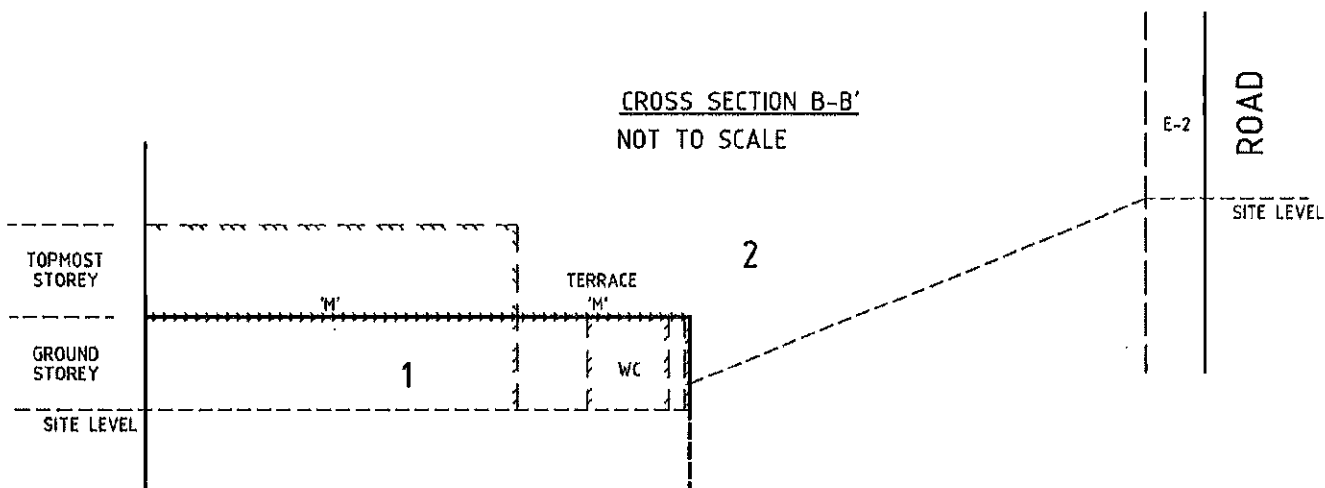 CROSS SECTION B-B'
NOT TO SCALE
E-2
ROAD
SITE LEVEL
TOPMOST
STOREY
2
TERRACE
'M'
'M'
GROUND
STOREY
1
WC
SITE LEVEL